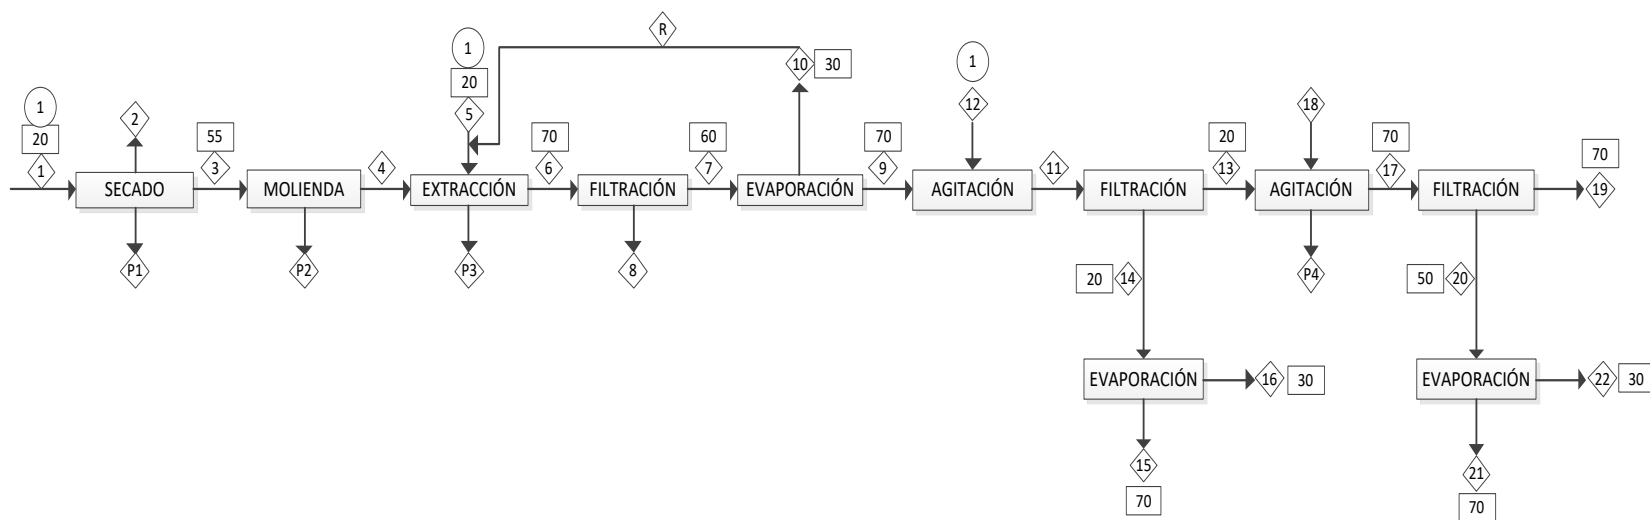 R
1
20
5
10
30
1
12
18
1
20
1
2
55
3
4
70
6
60
7
70
9
11
20
13
70
17
70
19
SECADO
MOLIENDA
EXTRACCIÓN
FILTRACIÓN
EVAPORACIÓN
AGITACIÓN
FILTRACIÓN
AGITACIÓN
FILTRACIÓN
P1
P2
P3
8
20
14
P4
50
20
EVAPORACIÓN
16
30
EVAPORACIÓN
22
30
15
70
21
70